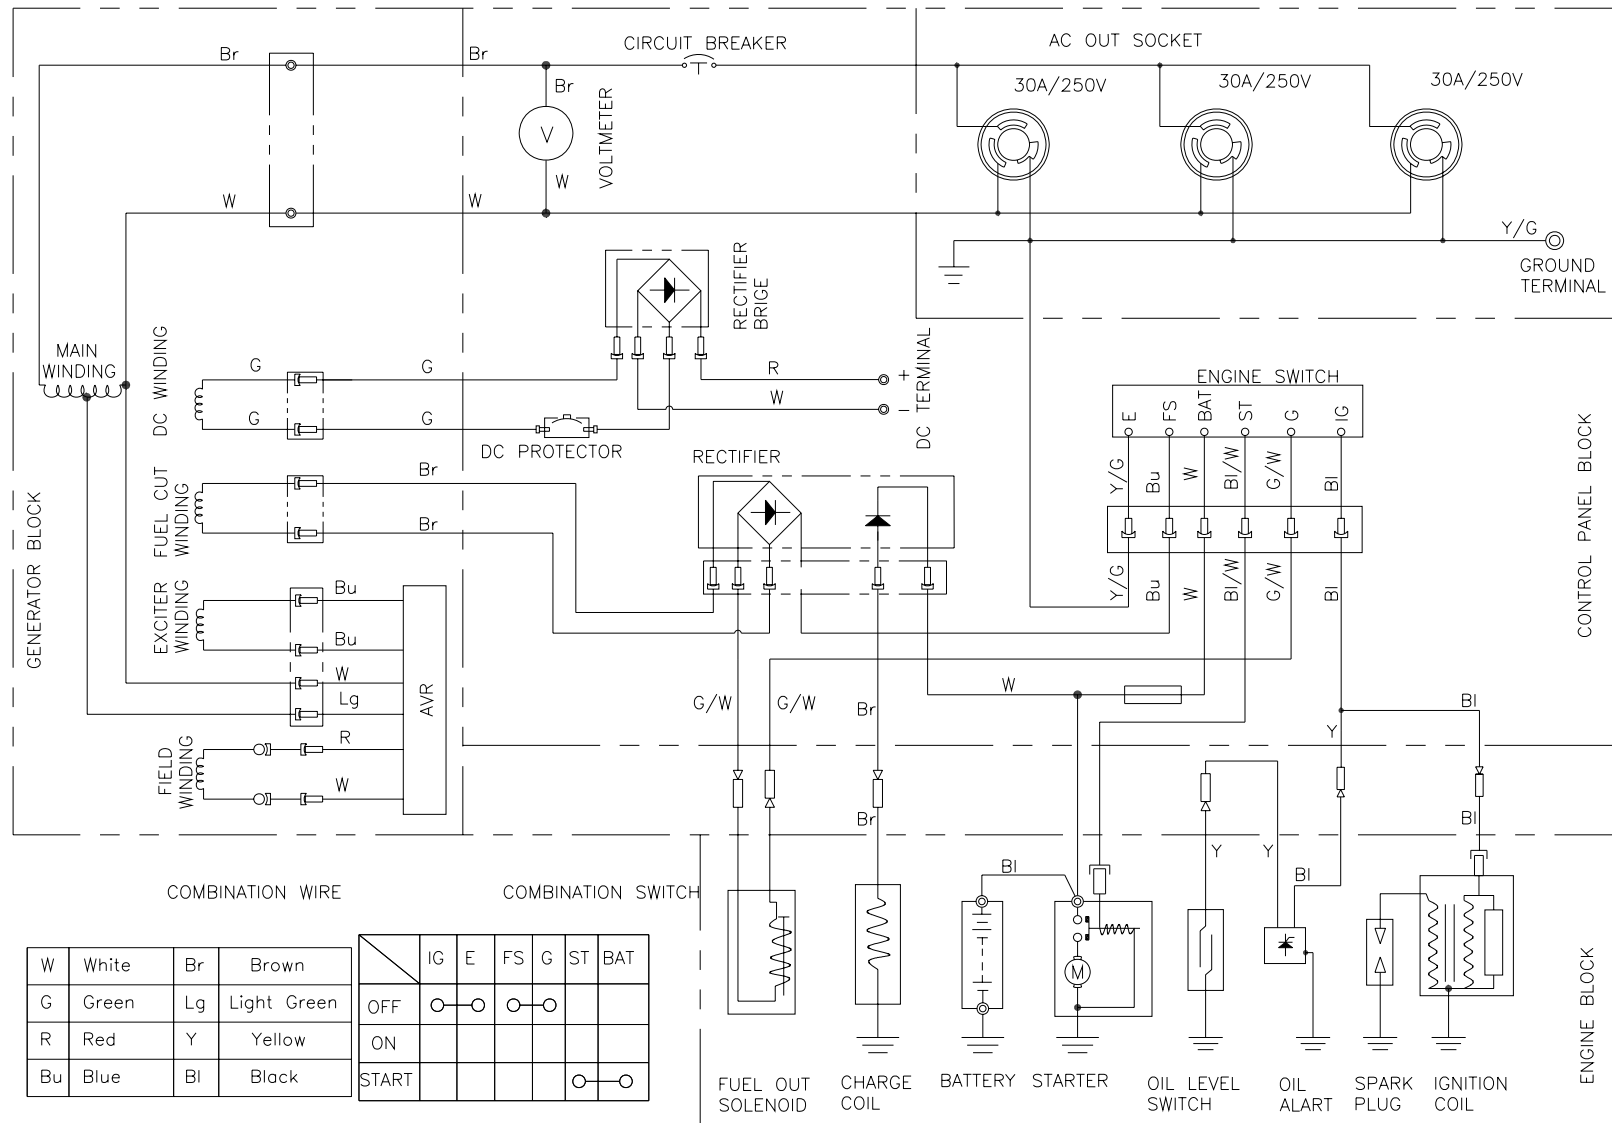 CIRCUIT BREAKER
AC OUT SOCKET
Br
Br
Br
30A/250V
30A/250V
30A/250V
V
VOLTMETER
W
W
W
Y/G
GROUND
TERMINAL
RECTIFIER
BRIGE
MAIN
WINDING
DC WINDING
G
G
R
+
W
−
DC TERMINAL
G
G
DC PROTECTOR
ENGINE SWITCH
E
FS
BAT
ST
G
IG
Y/G
Bu
W
Bl/W
G/W
Bl
RECTIFIER
FUEL CUT
WINDING
Br
Br
GENERATOR BLOCK
CONTROL PANEL BLOCK
EXCITER
WINDING
Bu
Bu
W
Lg
AVR
Y/G
Bu
W
Bl/W
G/W
Bl
FIELD
WINDING
R
W
G/W
G/W
Br
W
Y
Bl
Br
Bl
Y
Y
Bl
Bl
M
COMBINATION WIRE
W White Br Brown
G Green Lg Light Green
R Red Y Yellow
Bu Blue Bl Black
COMBINATION SWITCH
IG E FS G ST BAT
OFF
ON
START
FUEL OUT
SOLENOID
CHARGE
COIL
BATTERY
STARTER
OIL LEVEL
SWITCH
OIL
ALART
SPARK
PLUG
IGNITION
COIL
ENGINE BLOCK